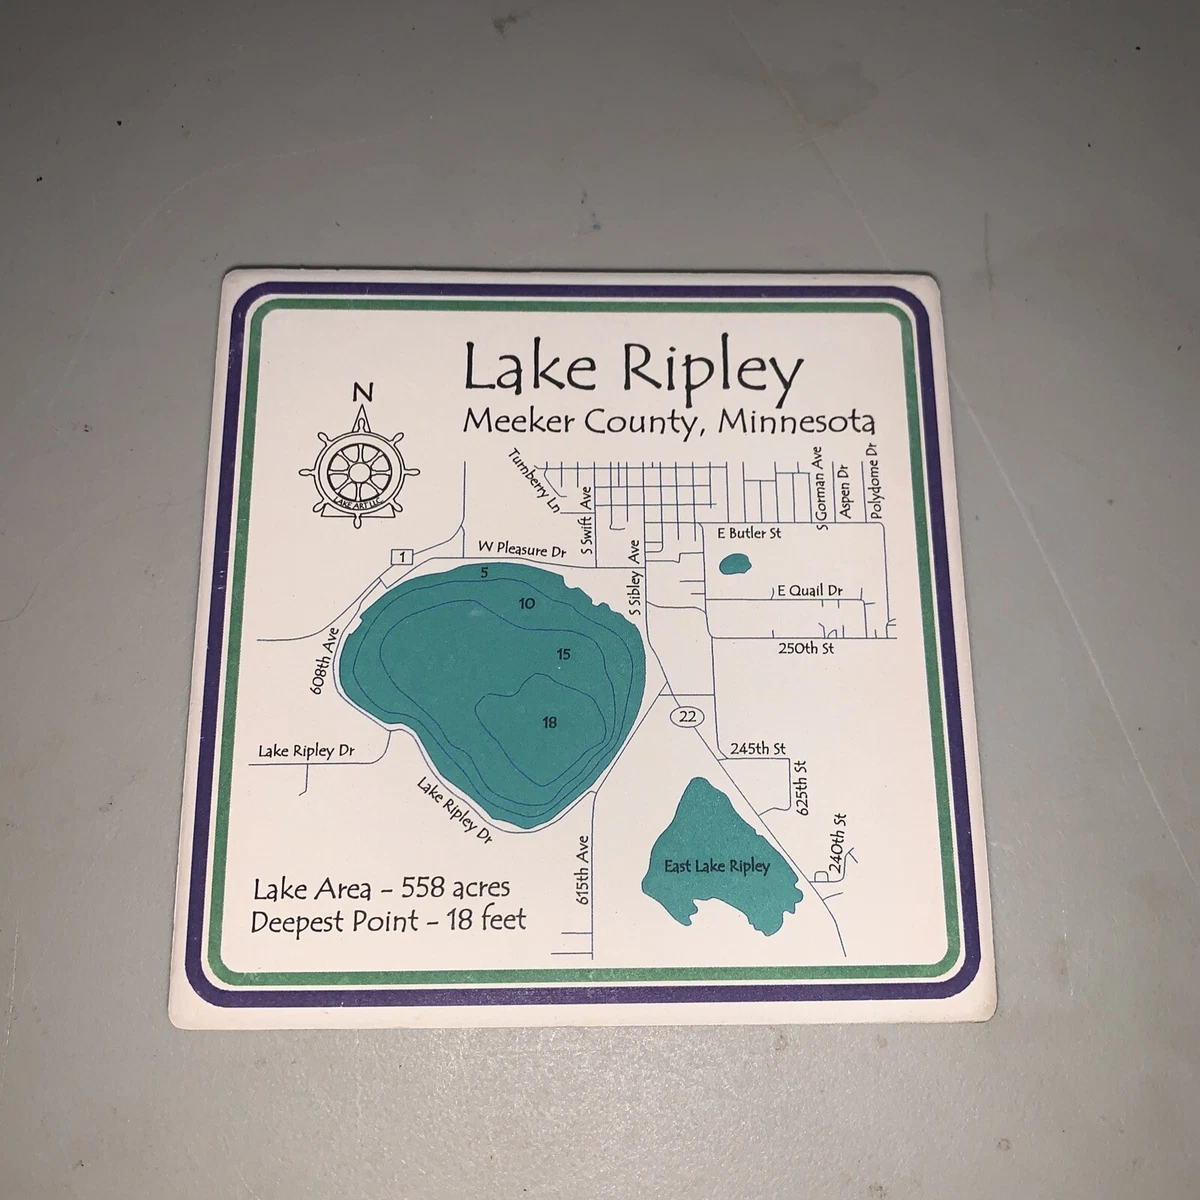 Lake Ripley
Meeker County, Minnesota
N
LAKE ART LLC
Turnberry Ln
S Swift Ave
S Sibley Ave
S Gorman Ave
Aspen Dr
Polydome Dr
E Butler St
W Pleasure Dr
1
5
10
15
18
E Quail Dr
250th St
608th Ave
22
Lake Ripley Dr
245th St
625th St
Lake Ripley Dr
240th St
615th Ave
East Lake Ripley
Lake Area - 558 acres
Deepest Point - 18 feet